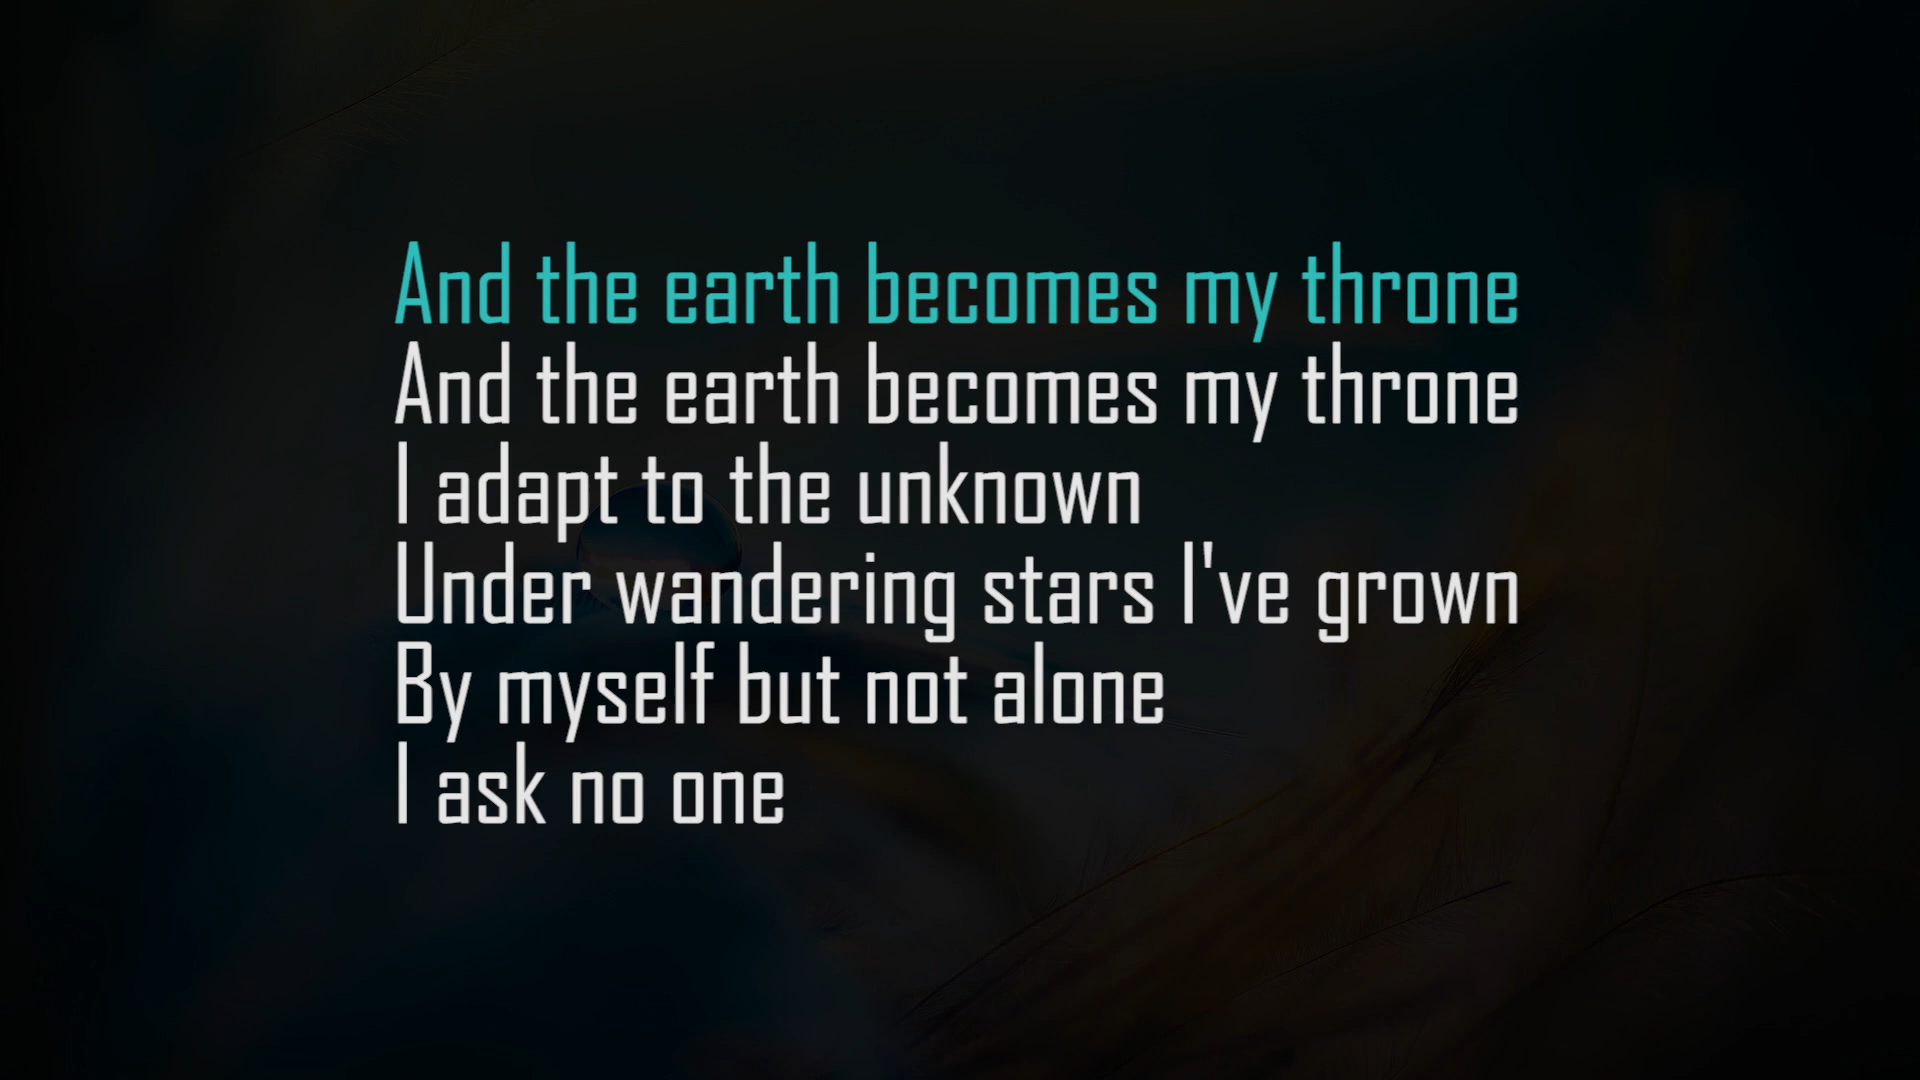 And the earth becomes my throne
And the earth becomes my throne
I adapt to the unknown
Under wandering stars I've grown
By myself but not alone
I ask no one